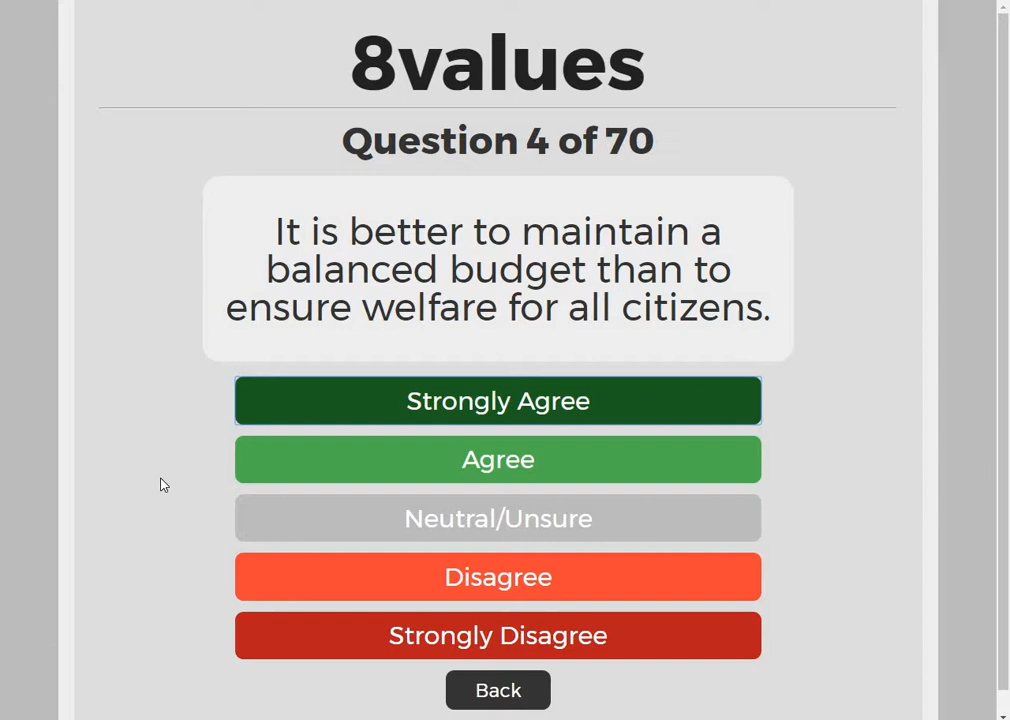 8values
Question 4 of 70
It is better to maintain a
balanced budget than to
ensure welfare for all citizens.
Strongly Agree
Agree
Neutral/Unsure
Disagree
Strongly Disagree
Back